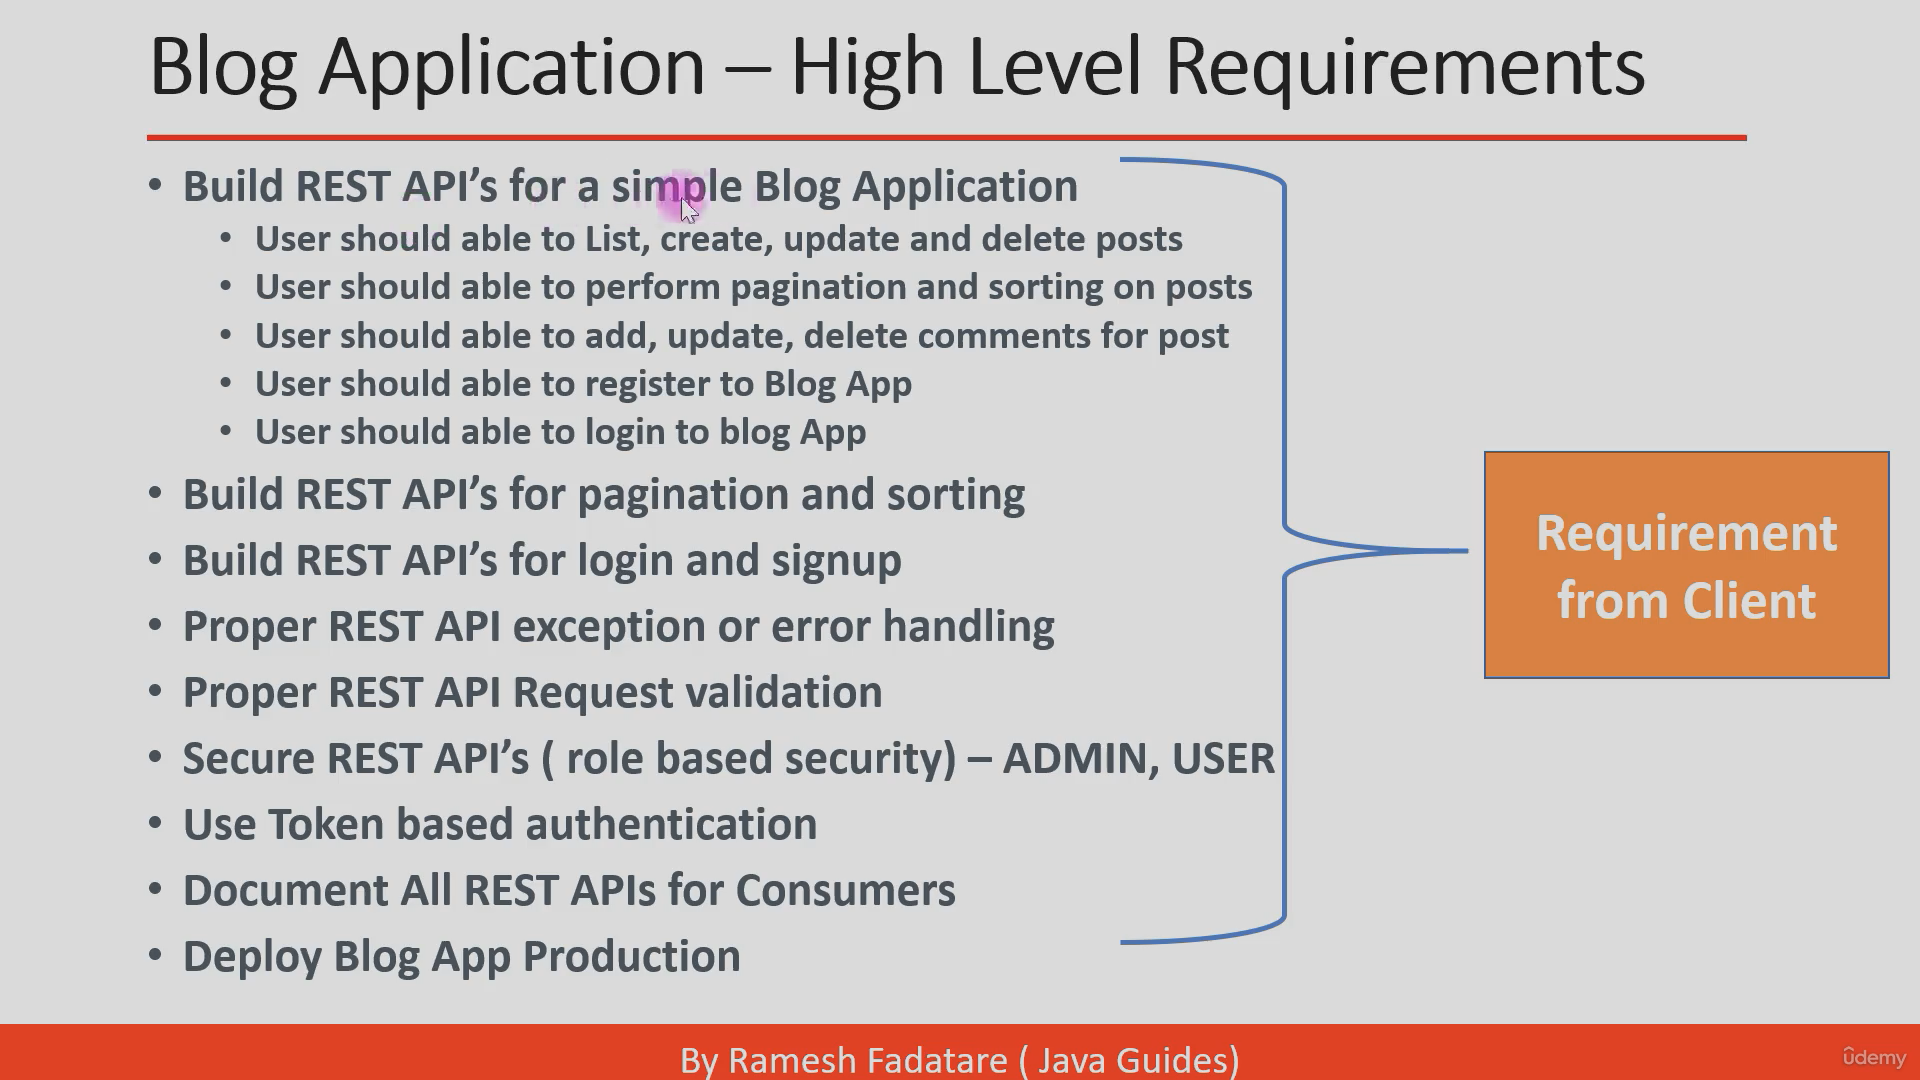 Blog Application – High Level Requirements
• Build REST API’s for a simple Blog Application
• User should able to List, create, update and delete posts
• User should able to perform pagination and sorting on posts
• User should able to add, update, delete comments for post
• User should able to register to Blog App
• User should able to login to blog App
• Build REST API’s for pagination and sorting
• Build REST API’s for login and signup
• Proper REST API exception or error handling
• Proper REST API Request validation
• Secure REST API’s ( role based security) – ADMIN, USER
• Use Token based authentication
• Document All REST APIs for Consumers
• Deploy Blog App Production
Requirement
from Client
By Ramesh Fadatare ( Java Guides)
ûdemy